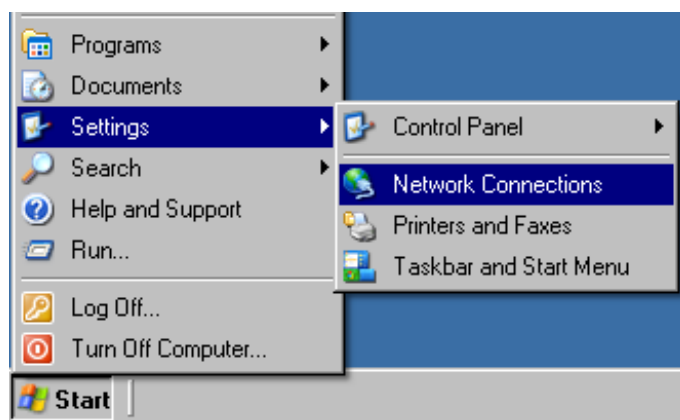 Programs
Documents
Settings
Search
Help and Support
Run...
Log Off...
Turn Off Computer...
Control Panel
Network Connections
Printers and Faxes
Taskbar and Start Menu
Start